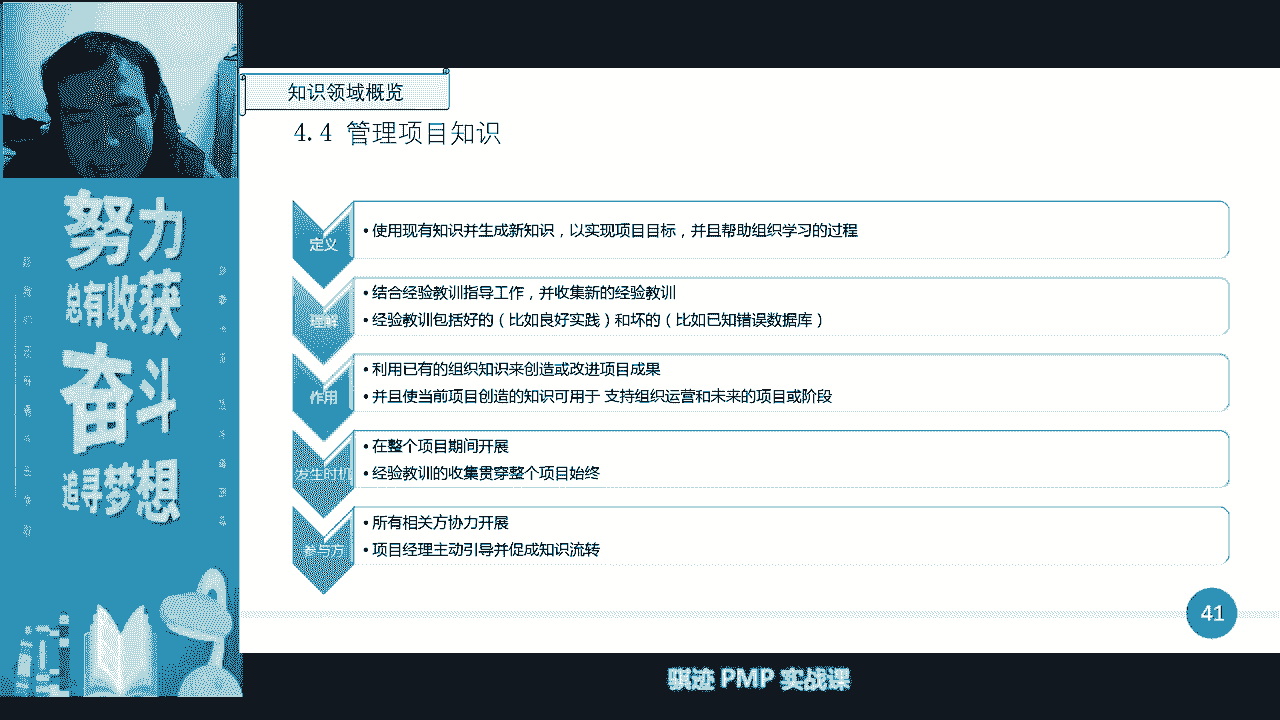 知识领域概览
4.4 管理项目知识
努力
总有收获
奋斗
追寻梦想
定义
•使用现有知识并生成新知识，以实现项目目标，并且帮助组织学习的过程
理解
•结合经验教训指导工作，并收集新的经验教训
•经验教训包括好的（比如良好实践）和坏的（比如已知错误数据库）
作用
•利用已有的组织知识来创造或改进项目成果
•并且使当前项目创造的知识可用于 支持组织运营和未来的项目或阶段
发生时机
•在整个项目期间开展
•经验教训的收集贯穿整个项目始终
参与方
•所有相关方协力开展
•项目经理主动引导并促成知识流转
41
骐迹 PMP 实战课